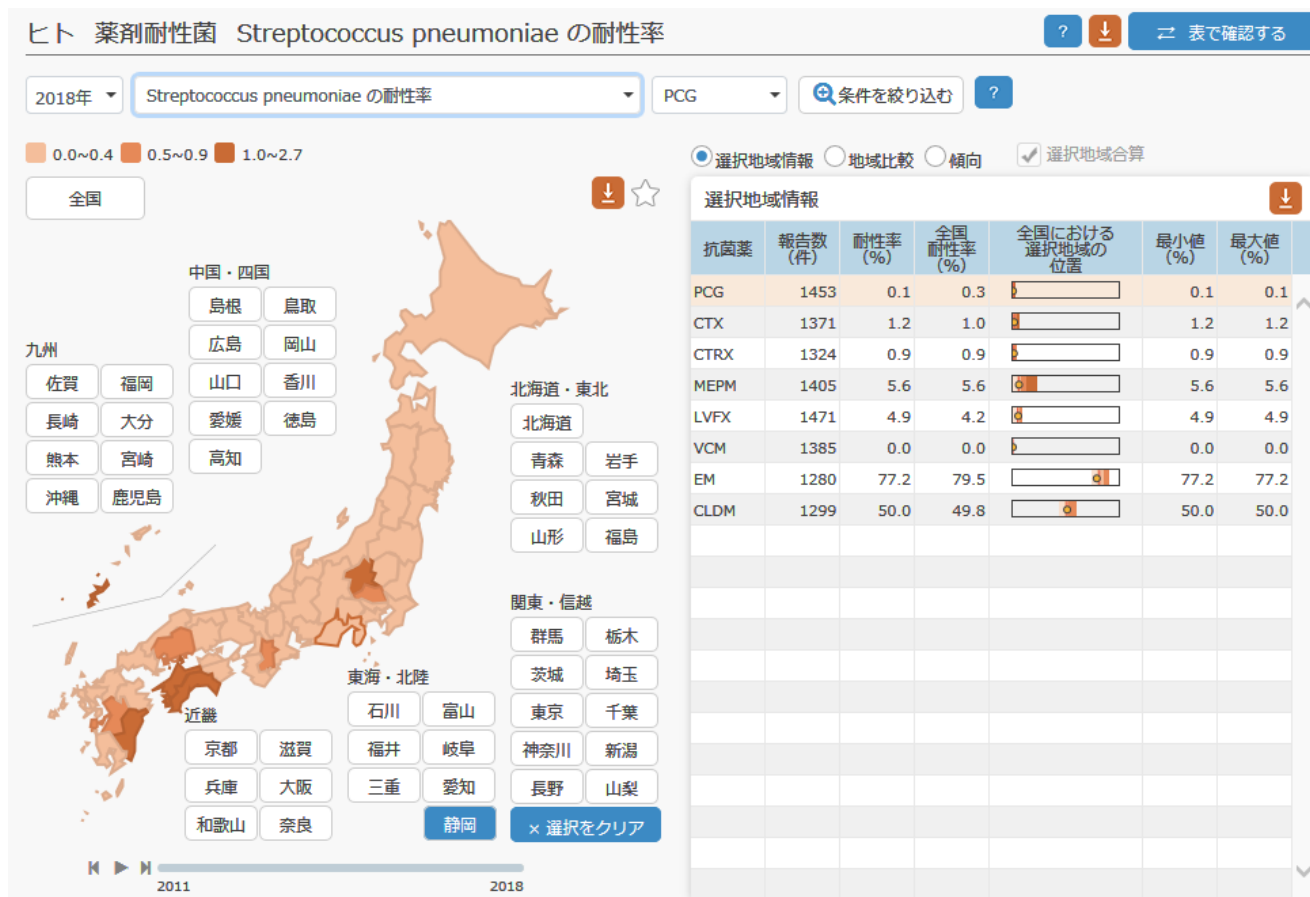 ヒト 薬剤耐性菌 Streptococcus pneumoniae の耐性率
? 表で確認する
2018年 Streptococcus pneumoniae の耐性率 PCG 条件を絞り込む ?
0.0~0.4 0.5~0.9 1.0~2.7
選択地域情報 地域比較 傾向 選択地域合算
全国
中国・四国
島根 鳥取
広島 岡山
山口 香川
愛媛 徳島
高知
九州
佐賀 福岡
長崎 大分
熊本 宮崎
沖縄 鹿児島
北海道・東北
北海道
青森 岩手
秋田 宮城
山形 福島
関東・信越
群馬 栃木
茨城 埼玉
東京 千葉
神奈川 新潟
長野 山梨
東海・北陸
石川 富山
福井 岐阜
三重 愛知
静岡
近畿
京都 滋賀
兵庫 大阪
和歌山 奈良
× 選択をクリア
2011 2018
選択地域情報
抗菌薬 報告数(件) 耐性率(%) 全国耐性率(%) 全国における選択地域の位置 最小値(%) 最大値(%)
PCG 1453 0.1 0.3 0.1 0.1
CTX 1371 1.2 1.0 1.2 1.2
CTRX 1324 0.9 0.9 0.9 0.9
MEPM 1405 5.6 5.6 5.6 5.6
LVFX 1471 4.9 4.2 4.9 4.9
VCM 1385 0.0 0.0 0.0 0.0
EM 1280 77.2 79.5 77.2 77.2
CLDM 1299 50.0 49.8 50.0 50.0